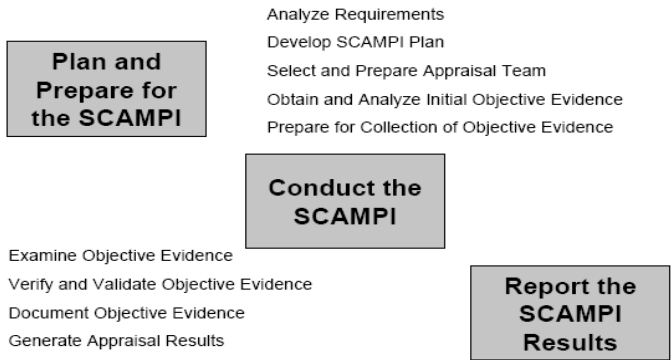 Plan and
Prepare for
the SCAMPI
Analyze Requirements
Develop SCAMPI Plan
Select and Prepare Appraisal Team
Obtain and Analyze Initial Objective Evidence
Prepare for Collection of Objective Evidence
Conduct the
SCAMPI
Examine Objective Evidence
Verify and Validate Objective Evidence
Document Objective Evidence
Generate Appraisal Results
Report the
SCAMPI
Results